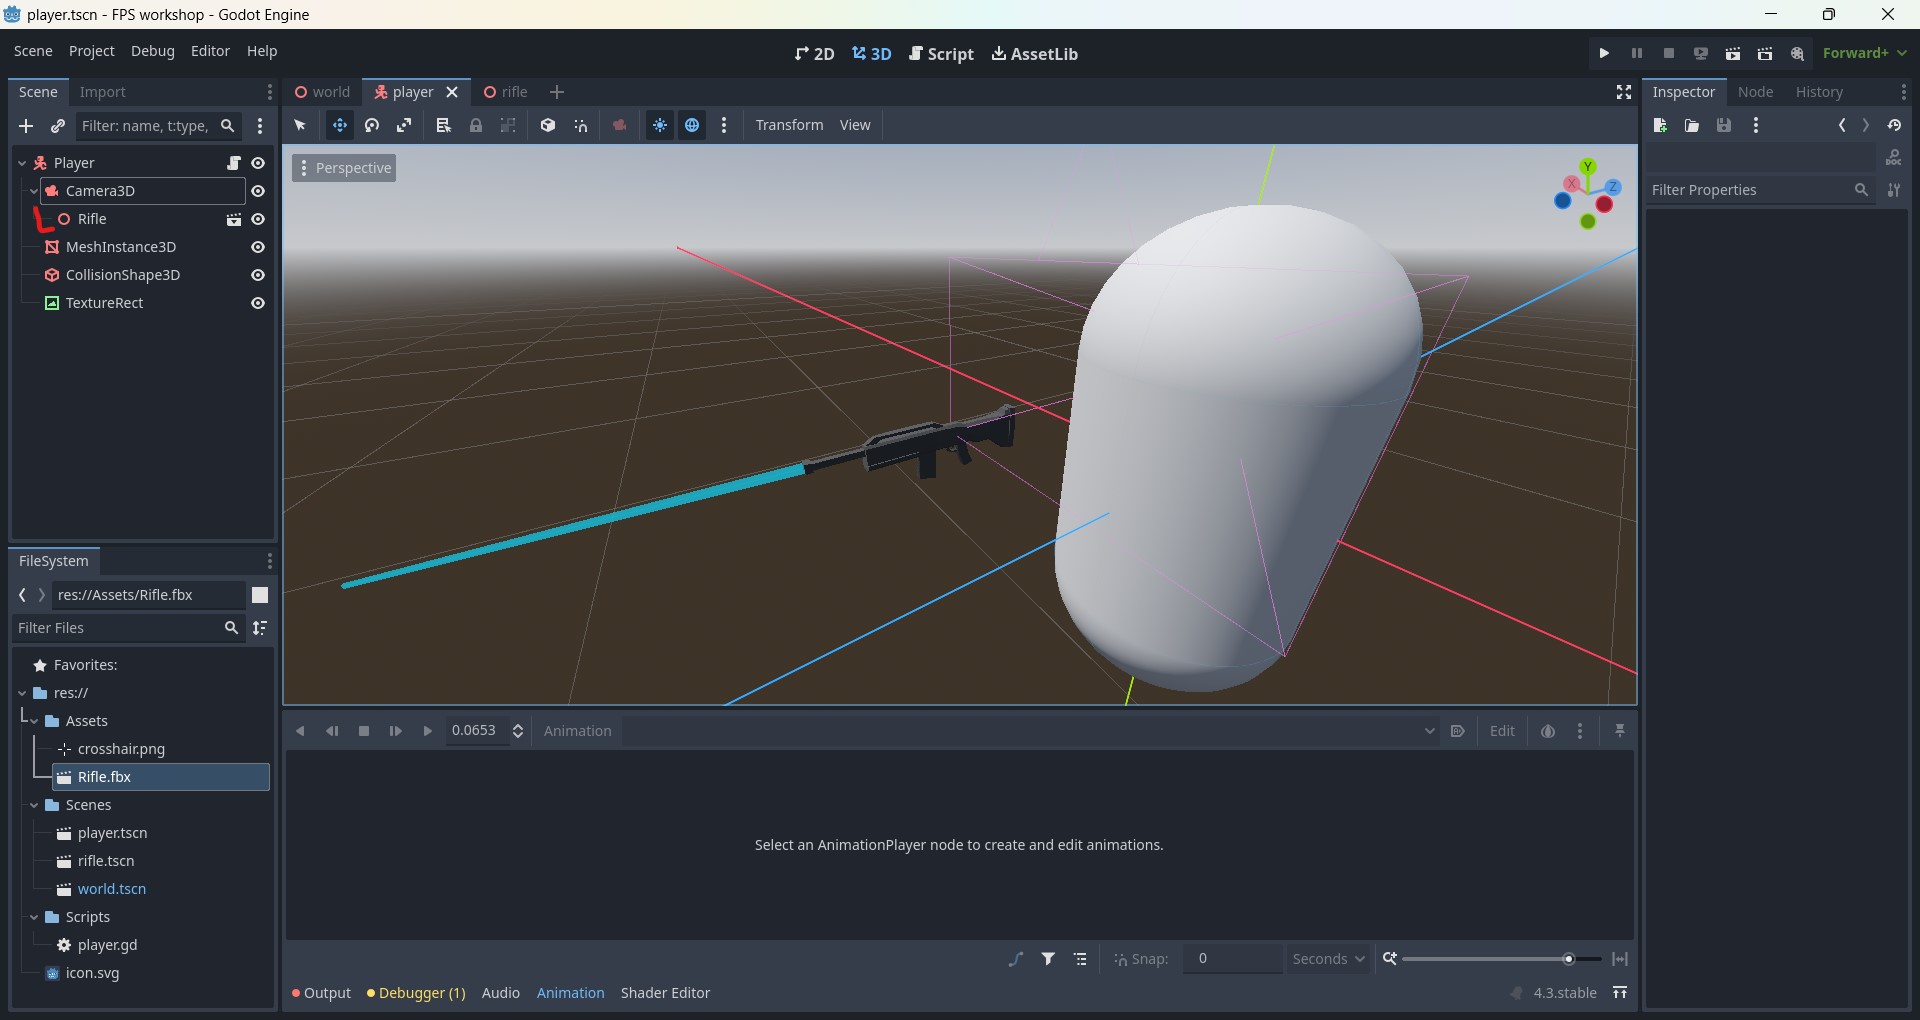 player.tscn - FPS workshop - Godot Engine
Scene Project Debug Editor Help
2D 3D Script AssetLib
Forward+
Scene Import
world player rifle
Inspector Node History
Filter: name, t:type,
Transform View
Perspective
Player
Camera3D
Rifle
MeshInstance3D
CollisionShape3D
TextureRect
Y
X
Z
DOC
Filter Properties
FileSystem
res://Assets/Rifle.fbx
Filter Files
Favorites:
res://
Assets
crosshair.png
Rifle.fbx
Scenes
player.tscn
rifle.tscn
world.tscn
Scripts
player.gd
icon.svg
0.0653 Animation Edit
Select an AnimationPlayer node to create and edit animations.
Snap: 0 Seconds
Output Debugger (1) Audio Animation Shader Editor
4.3.stable